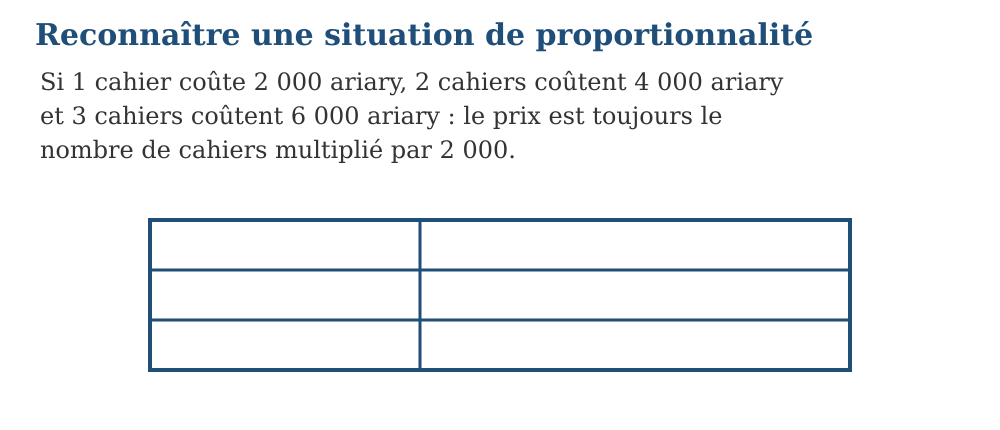 Reconnaître une situation de proportionnalité
Si 1 cahier coûte 2 000 ariary, 2 cahiers coûtent 4 000 ariary
et 3 cahiers coûtent 6 000 ariary : le prix est toujours le
nombre de cahiers multiplié par 2 000.